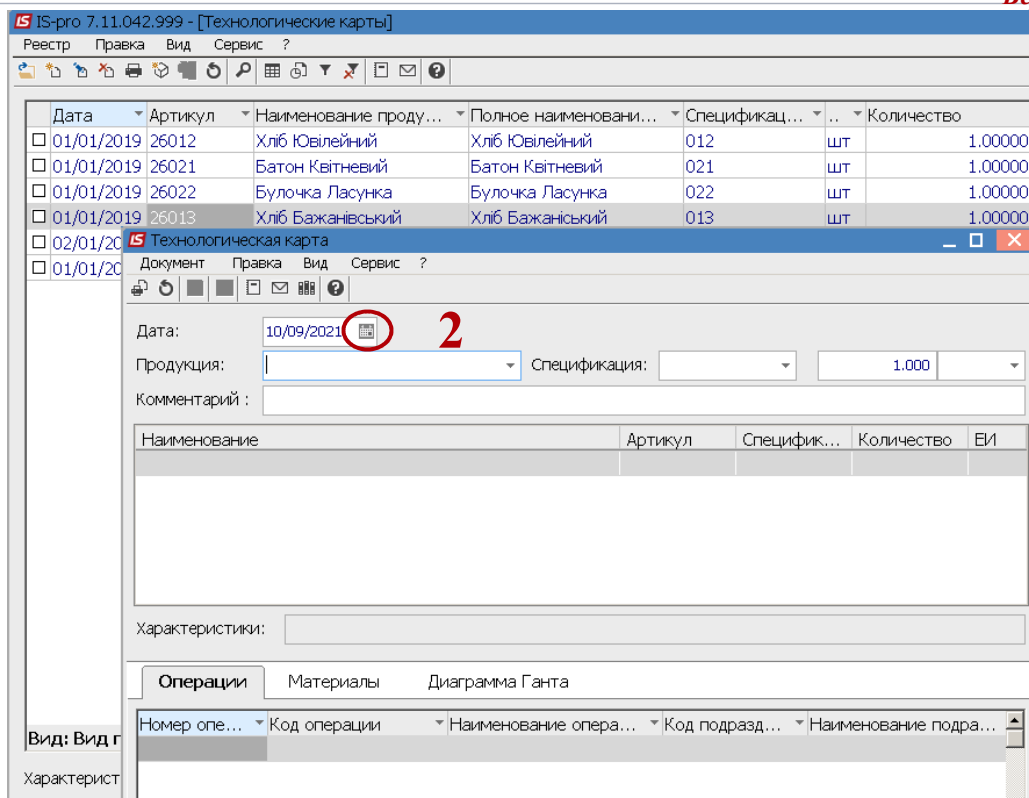 IS-pro 7.11.042.999 - [Технологические карты]
Реестр Правка Вид Сервис ?
Дата Артикул Наименование проду... Полное наименовани... Спецификац... .. Количество
01/01/2019 26012 Хліб Ювілейний Хліб Ювілейний 012 шт 1.00000
01/01/2019 26021 Батон Квітневий Батон Квітневий 021 шт 1.00000
01/01/2019 26022 Булочка Ласунка Булочка Ласунка 022 шт 1.00000
01/01/2019 26013 Хліб Бажанівський Хліб Бажаніський 013 шт 1.00000
02/01/20
01/01/20
Технологическая карта
Документ Правка Вид Сервис ?
Дата: 10/09/2021 2
Продукция: Спецификация: 1.000
Комментарий :
Наименование Артикул Специфик... Количество ЕИ
Характеристики:
Операции Материалы Диаграмма Ганта
Номер опе... Код операции Наименование опера... Код подразд... Наименование подра...
Вид: Вид
Характерист